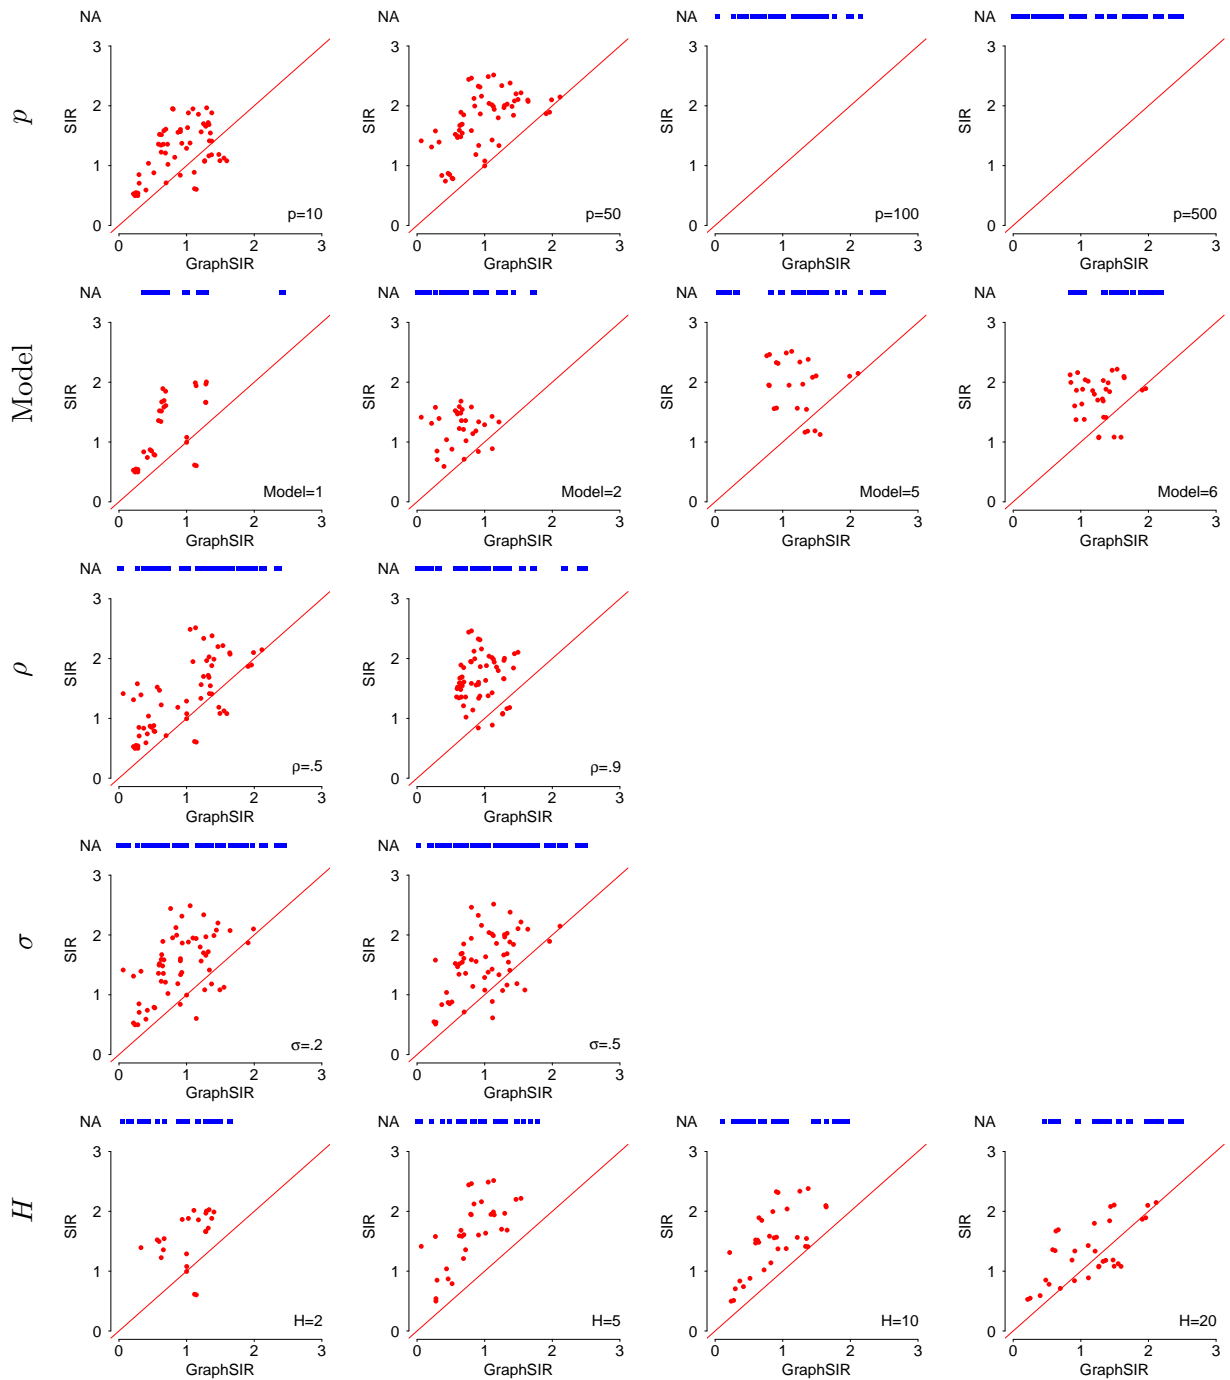 NA NA NA NA
p
SIR 3 2 1 0 p=10 0 1 2 3 GraphSIR
SIR 3 2 1 0 p=50 0 1 2 3 GraphSIR
SIR 3 2 1 0 p=100 0 1 2 3 GraphSIR
SIR 3 2 1 0 p=500 0 1 2 3 GraphSIR
NA NA NA NA
Model
SIR 3 2 1 0 Model=1 0 1 2 3 GraphSIR
SIR 3 2 1 0 Model=2 0 1 2 3 GraphSIR
SIR 3 2 1 0 Model=5 0 1 2 3 GraphSIR
SIR 3 2 1 0 Model=6 0 1 2 3 GraphSIR
NA NA
ρ
SIR 3 2 1 0 ρ=.5 0 1 2 3 GraphSIR
SIR 3 2 1 0 ρ=.9 0 1 2 3 GraphSIR
NA NA
σ
SIR 3 2 1 0 σ=.2 0 1 2 3 GraphSIR
SIR 3 2 1 0 σ=.5 0 1 2 3 GraphSIR
NA NA NA NA
H
SIR 3 2 1 0 H=2 0 1 2 3 GraphSIR
SIR 3 2 1 0 H=5 0 1 2 3 GraphSIR
SIR 3 2 1 0 H=10 0 1 2 3 GraphSIR
SIR 3 2 1 0 H=20 0 1 2 3 GraphSIR